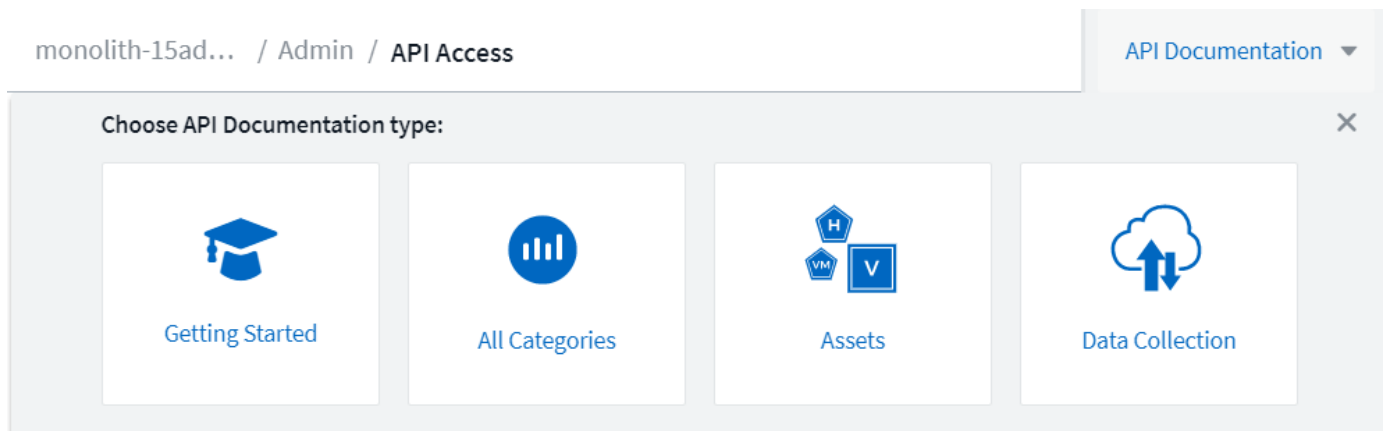 monolith-15ad... / Admin / API Access
API Documentation
Choose API Documentation type:
H
VM
V
Getting Started
All Categories
Assets
Data Collection